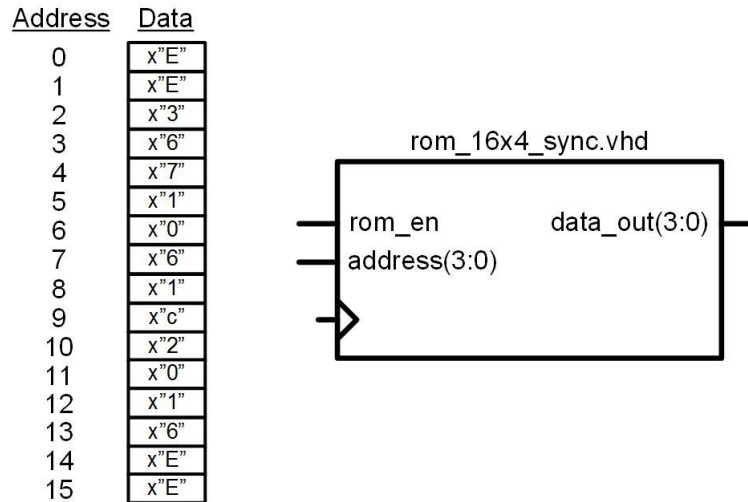 Address Data
0 x"E"
1 x"E"
2 x"3"
3 x"6"
4 x"7"
5 x"1"
6 x"0"
7 x"6"
8 x"1"
9 x"c"
10 x"2"
11 x"0"
12 x"1"
13 x"6"
14 x"E"
15 x"E"
rom_16x4_sync.vhd
rom_en data_out(3:0)
address(3:0)